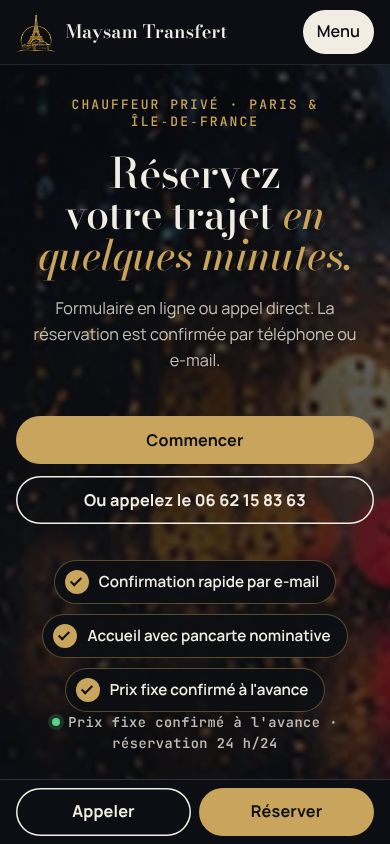 Maysam Transfert
Menu
CHAUFFEUR PRIVÉ · PARIS &
ÎLE-DE-FRANCE
Réservez
votre trajet en
quelques minutes.
Formulaire en ligne ou appel direct. La
réservation est confirmée par téléphone ou
e-mail.
Commencer
Ou appelez le 06 62 15 83 63
Confirmation rapide par e-mail
Accueil avec pancarte nominative
Prix fixe confirmé à l'avance
Prix fixe confirmé à l'avance ·
réservation 24 h/24
Appeler
Réserver